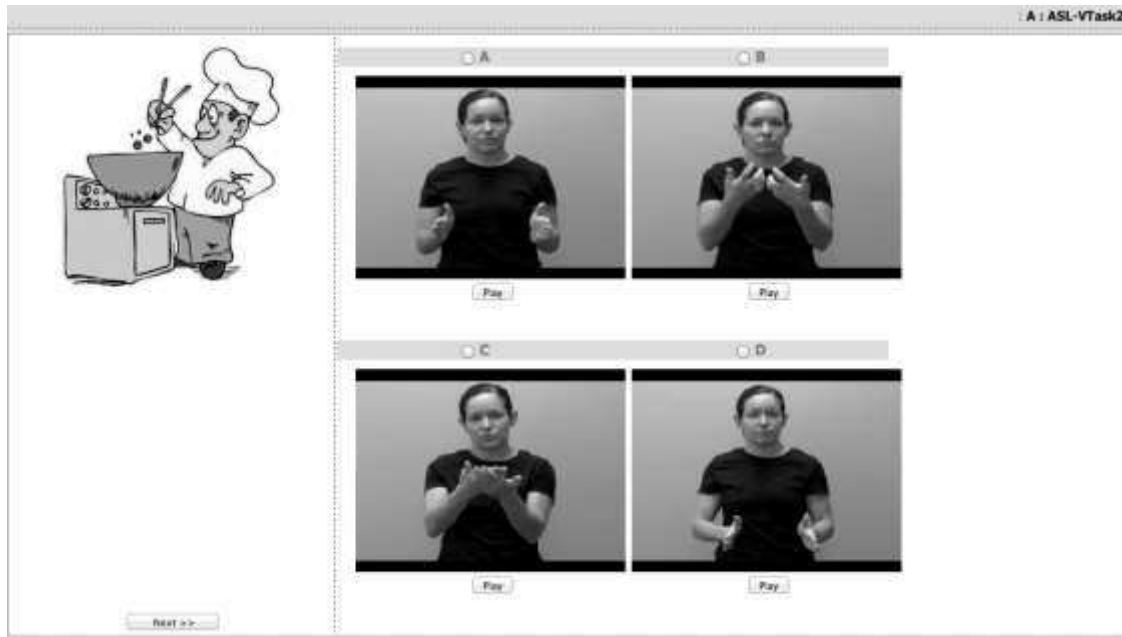 : A : ASL-VTask2
A
B
Play
Play
C
D
Play
Play
Next >>